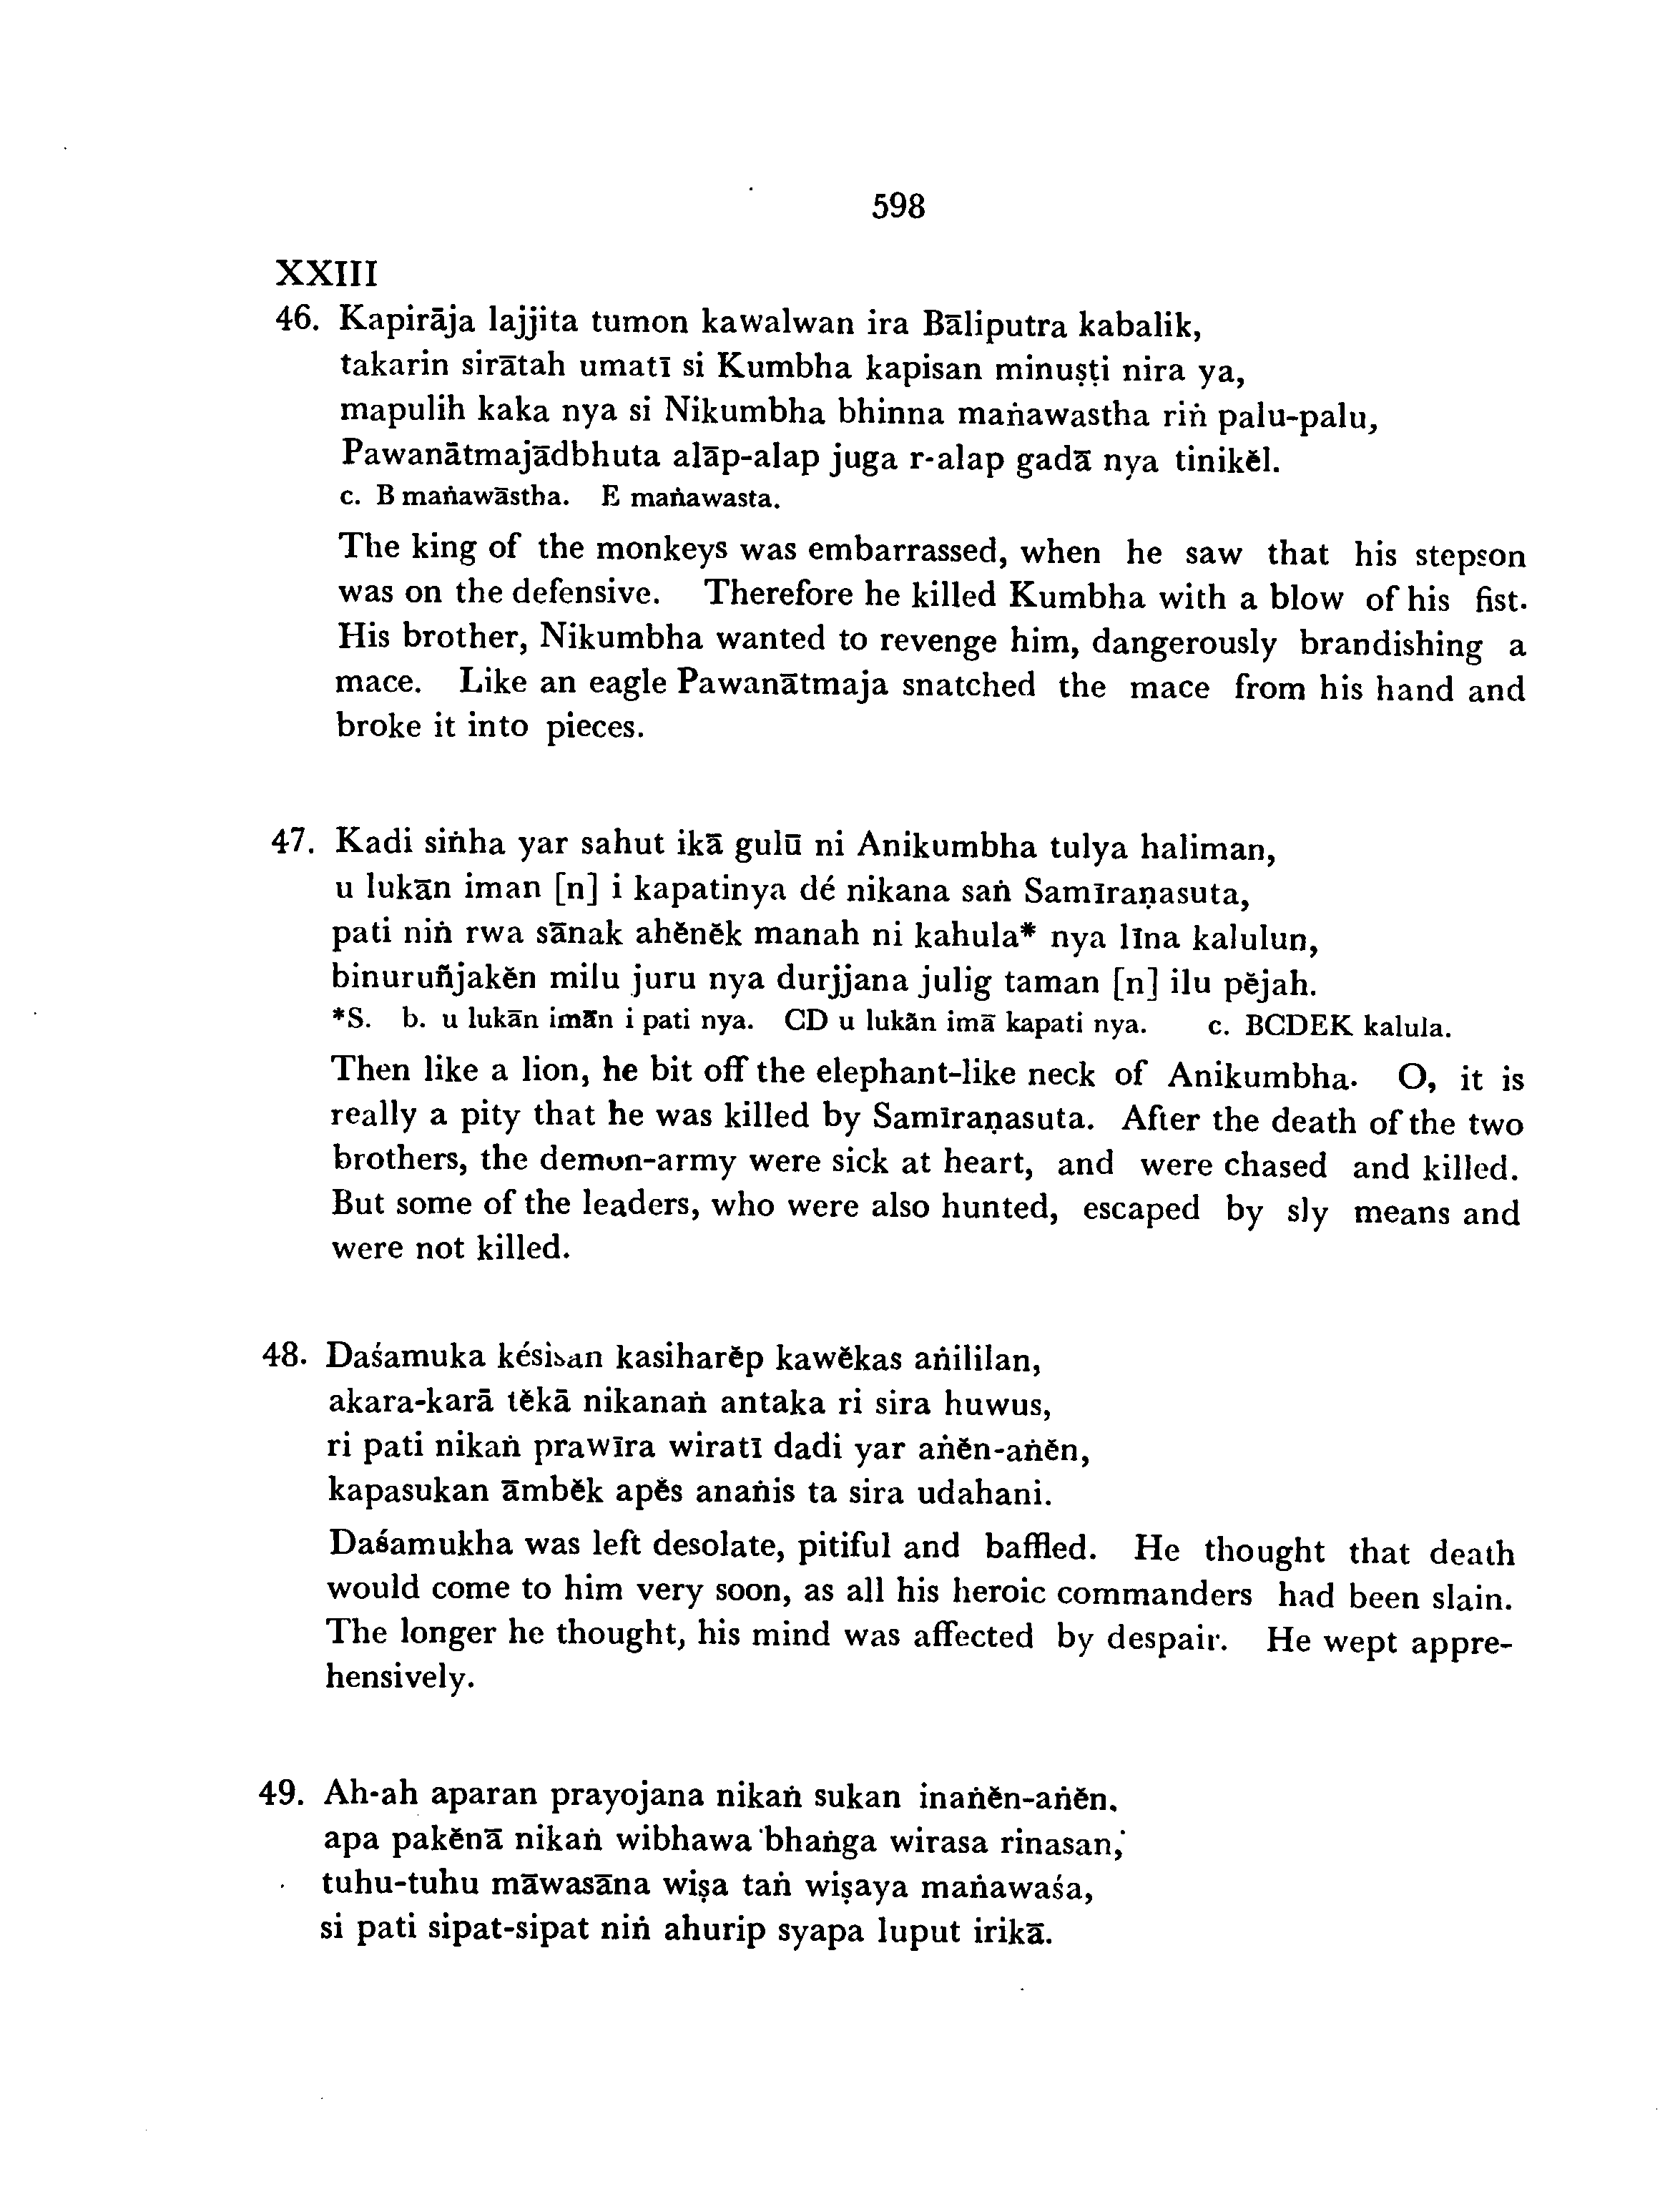 598
XXIII
46. Kapirāja lajjita tumon kawalwan ira Bāliputra kabalik,
takarin sirātah umatī si Kumbha kapisan minuṣṭi nira ya,
mapulih kaka nya si Nikumbha bhinna maṅawastha riṅ palu-palu,
Pawanātmajādbhuta alāp-alap juga r-alap gadā nya tinikĕl.
c. B maṅawāstha. E maṅawasta.
The king of the monkeys was embarrassed, when he saw that his stepson
was on the defensive. Therefore he killed Kumbha with a blow of his fist.
His brother, Nikumbha wanted to revenge him, dangerously brandishing a
mace. Like an eagle Pawanātmaja snatched the mace from his hand and
broke it into pieces.
47. Kadi siṅha yar sahut ikā gulū ni Anikumbha tulya haliman,
u lukān iman [n] i kapatinya dé nikana saṅ Samīraṇasuta,
pati niṅ rwa sānak ahĕnĕk manah ni kahula* nya līna kalulun,
binuruñjakĕn milu juru nya durjjana julig taman [n] ilu pĕjah.
*S. b. u lukān imān i pati nya. CD u lukān imā kapati nya. c. BCDEK kalula.
Then like a lion, he bit off the elephant-like neck of Anikumbha. O, it is
really a pity that he was killed by Samīraṇasuta. After the death of the two
brothers, the demon-army were sick at heart, and were chased and killed.
But some of the leaders, who were also hunted, escaped by sly means and
were not killed.
48. Daśamuka késisan kasiharĕp kawĕkas aṅililan,
akara-karā tĕkā nikanaṅ antaka ri sira huwus,
ri pati nikaṅ prawīra wiratī dadi yar aṅĕn-aṅĕn,
kapasukan āmbĕk apĕs anaṅis ta sira udahani.
Daśamukha was left desolate, pitiful and baffled. He thought that death
would come to him very soon, as all his heroic commanders had been slain.
The longer he thought, his mind was affected by despair. He wept appre-
hensively.
49. Ah-ah aparan prayojana nikaṅ sukan inaṅĕn-aṅĕn.
apa pakĕnā nikaṅ wibhawa bhaṅga wirasa rinasan,
tuhu-tuhu māwasāna wiṣa taṅ wiṣaya maṅawaśa,
si pati sipat-sipat niṅ ahurip syapa luput irikā.